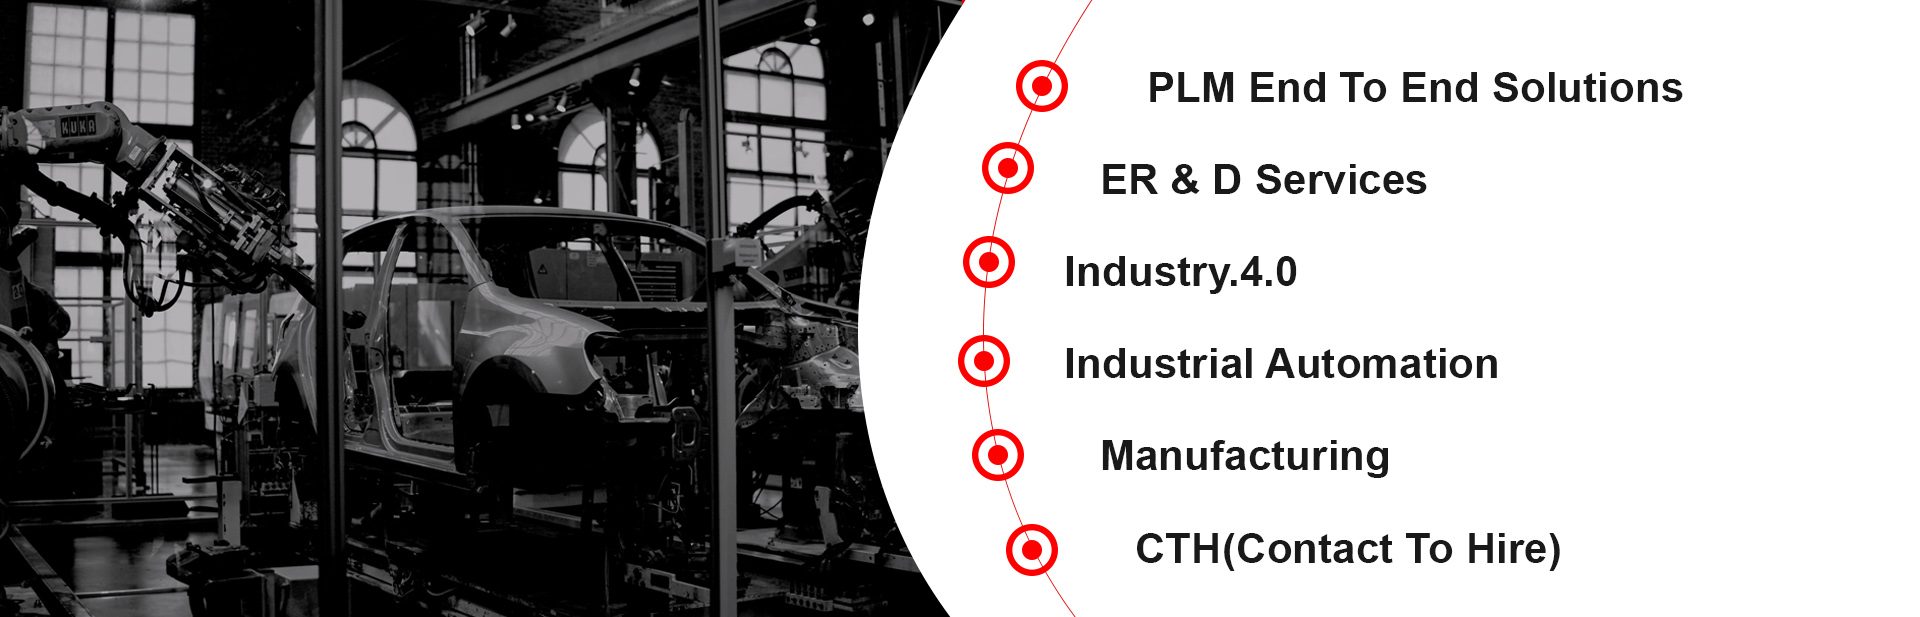 KUKA
PLM End To End Solutions
ER & D Services
Industry.4.0
Industrial Automation
Manufacturing
CTH(Contact To Hire)